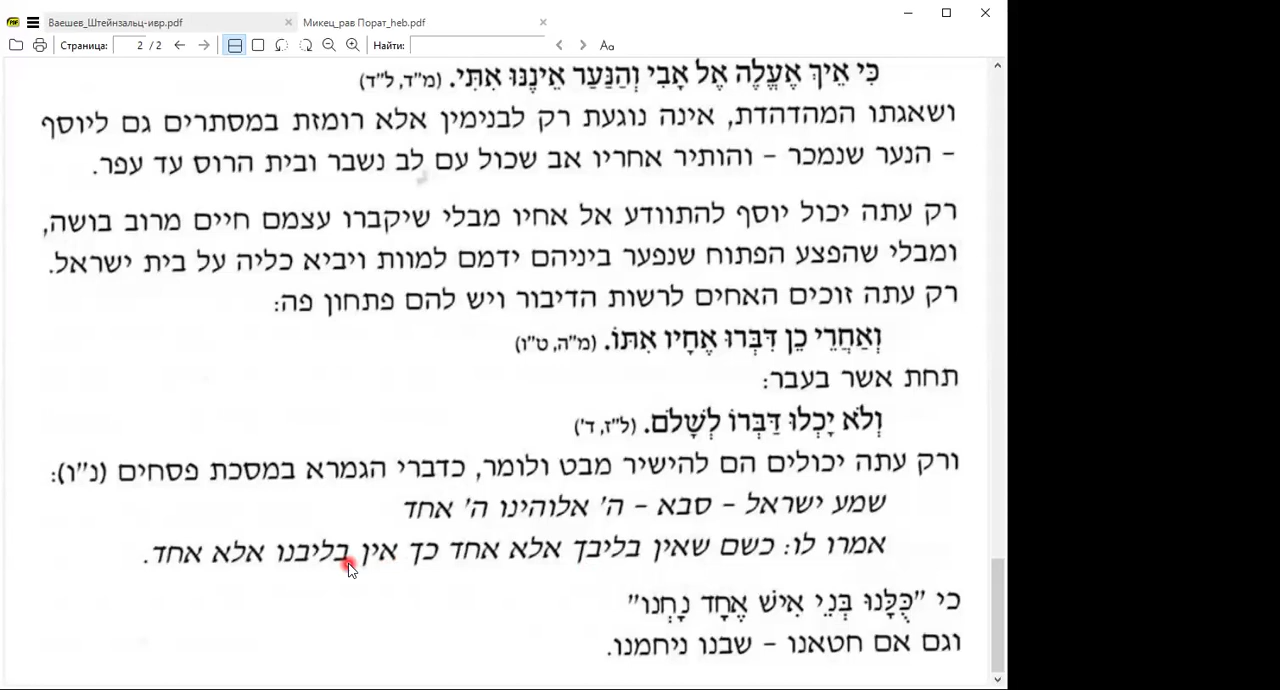 Ваешев_Штейнзальц-ивр.pdf
Микец_рав Порат_heb.pdf
Страница: 2 / 2 Найти:
כִּי אֵיךְ אֶעֱלֶה אֶל אָבִי וְהַנַּעַר אֵינֶנּוּ אִתִּי. (מ"ד, ל"ד)
ושאגתו המהדהדת, אינה נוגעת רק לבנימין אלא רומזת במסתרים גם ליוסף
– הנער שנמכר – והותיר אחריו אב שכול עם לב נשבר ובית הרוס עד עפר.
רק עתה יכול יוסף להתוודע אל אחיו מבלי שיקברו עצמם חיים מרוב בושה,
ומבלי שהפצע הפתוח שנפער ביניהם ידמם למוות ויביא כליה על בית ישראל.
רק עתה זוכים האחים לרשות הדיבור ויש להם פתחון פה:
וְאַחֲרֵי כֵן דִּבְּרוּ אֶחָיו אִתּוֹ. (מ"ה, ט"ו)
תחת אשר בעבר:
וְלֹא יָכְלוּ דַּבְּרוֹ לְשָׁלֹם. (ל"ז, ד')
ורק עתה יכולים הם להישיר מבט ולומר, כדברי הגמרא במסכת פסחים (נ"ו):
שמע ישראל – סבא – ה' אלוהינו ה' אחד
אמרו לו: כשם שאין בליבך אלא אחד כך אין בליבנו אלא אחד.
כי "כֻּלָּנוּ בְּנֵי אִישׁ אֶחָד נָחְנוּ"
וגם אם חטאנו – שבנו ניחמנו.